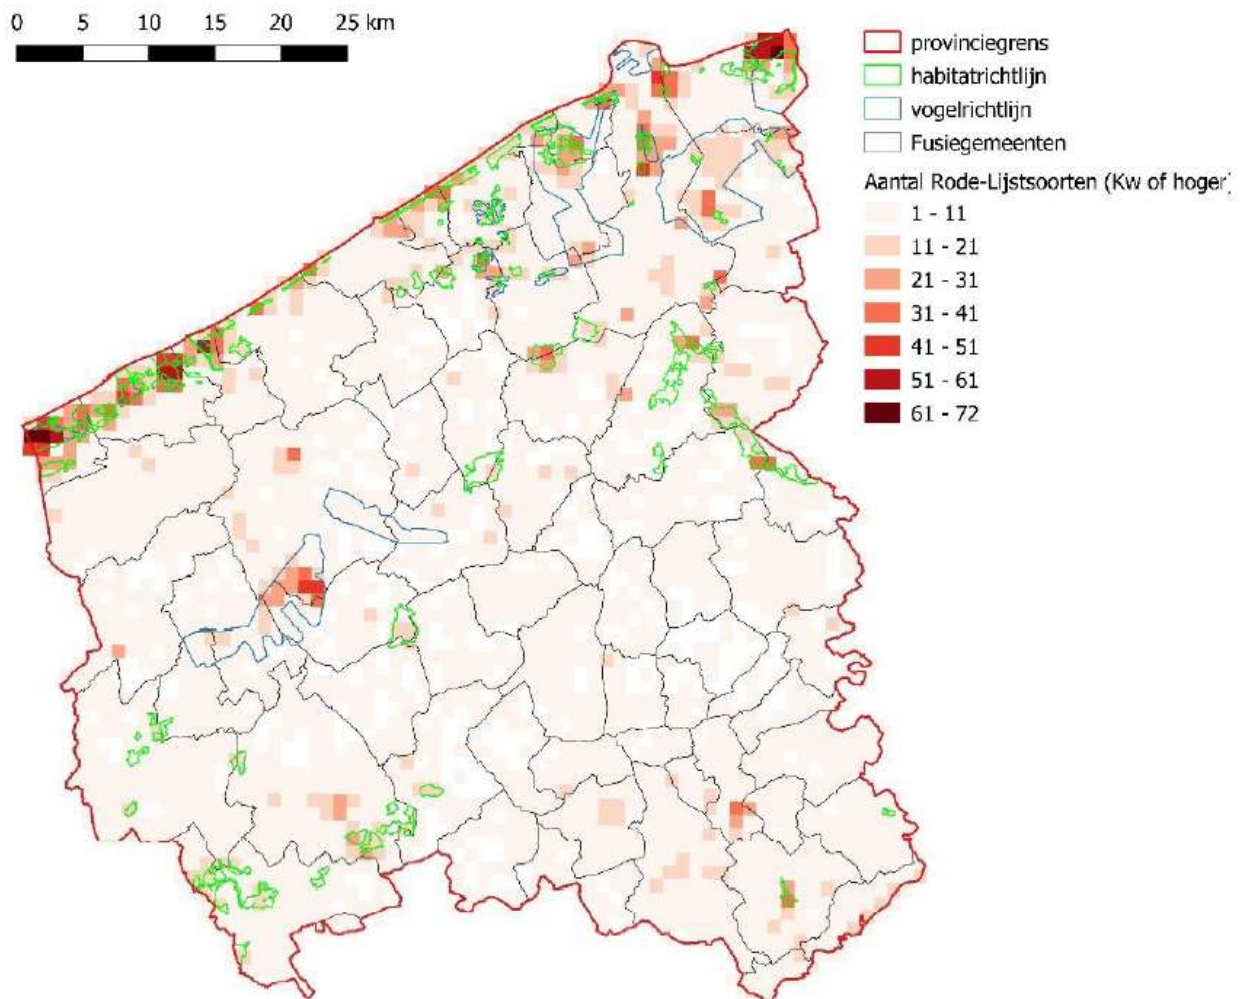 0 5 10 15 20 25 km
provinciegrens
habitatrichtlijn
vogelrichtlijn
Fusiegemeenten
Aantal Rode-Lijstsoorten (Kw of hoger)
1 - 11
11 - 21
21 - 31
31 - 41
41 - 51
51 - 61
61 - 72